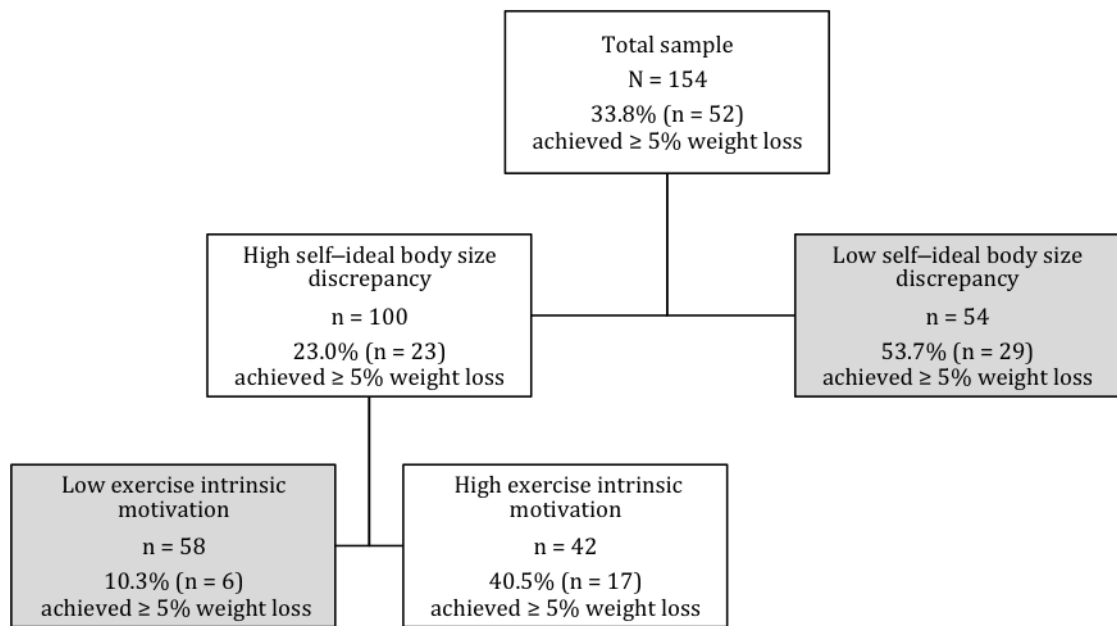 Total sample
N = 154
33.8% (n = 52)
achieved ≥ 5% weight loss
High self–ideal body size
discrepancy
n = 100
23.0% (n = 23)
achieved ≥ 5% weight loss
Low self–ideal body size
discrepancy
n = 54
53.7% (n = 29)
achieved ≥ 5% weight loss
Low exercise intrinsic
motivation
n = 58
10.3% (n = 6)
achieved ≥ 5% weight loss
High exercise intrinsic
motivation
n = 42
40.5% (n = 17)
achieved ≥ 5% weight loss